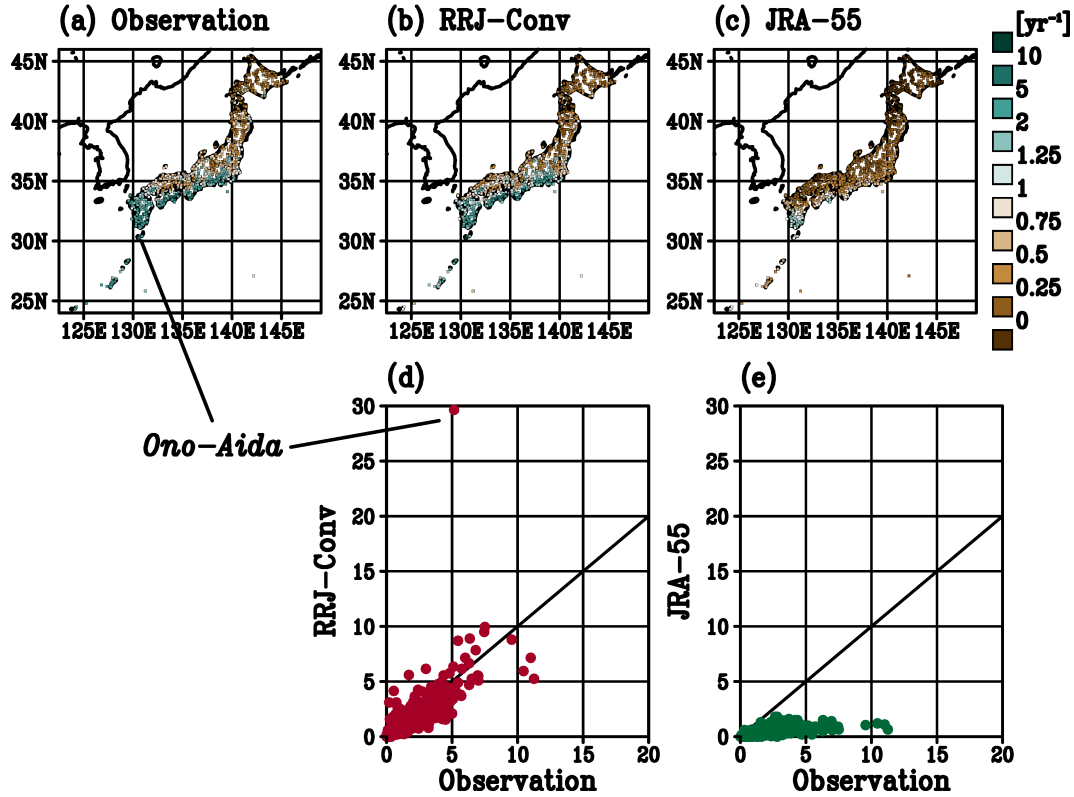 (a) Observation
(b) RRJ-Conv
(c) JRA-55
[yr⁻¹]
10
5
2
1.25
1
0.75
0.5
0.25
0
45N
40N
35N
30N
25N
125E 130E 135E 140E 145E
45N
40N
35N
30N
25N
125E 130E 135E 140E 145E
45N
40N
35N
30N
25N
125E 130E 135E 140E 145E
Ono-Aida
(d)
30
25
20
15
10
5
0
0 5 10 15 20
RRJ-Conv
Observation
(e)
30
25
20
15
10
5
0
0 5 10 15 20
JRA-55
Observation